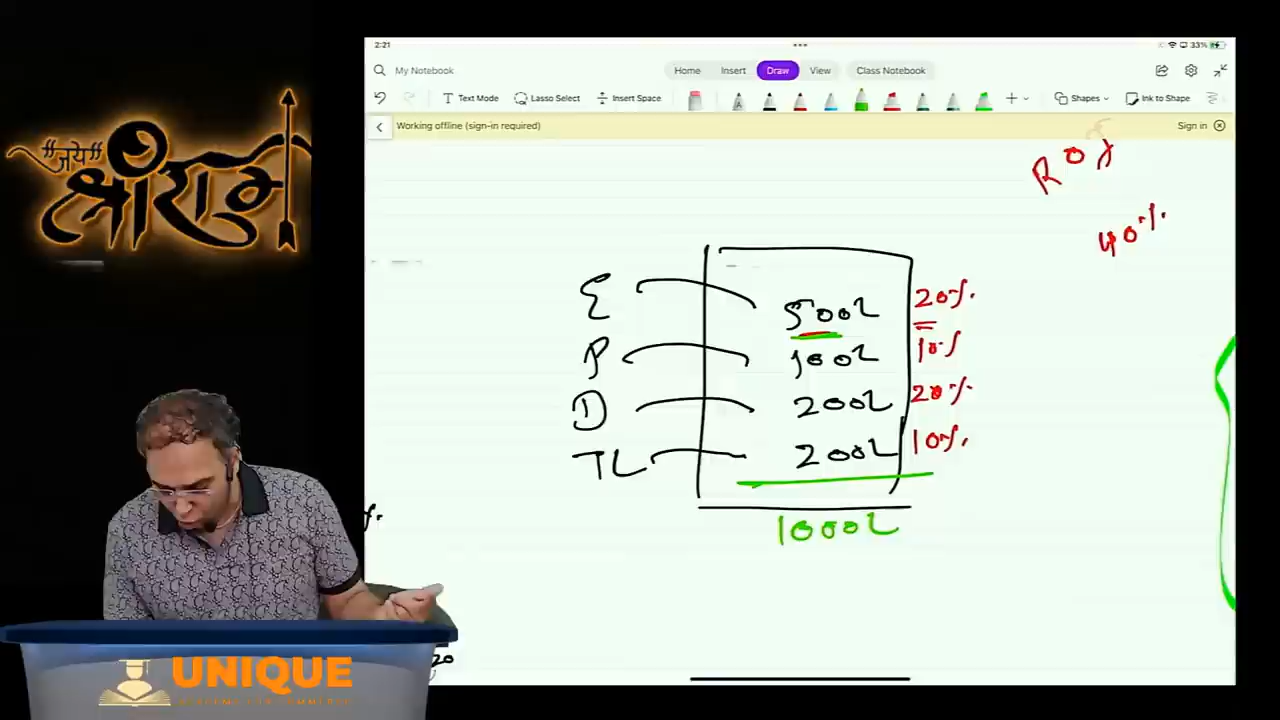 2:21
33%
My Notebook
Home
Insert
Draw
View
Class Notebook
Text Mode
Lasso Select
Insert Space
Shapes
Ink to Shape
Working offline (sign-in required)
Sign in
॥जय॥
श्रीराम
40%
E 500L 20%
P 100L 10%
D 200L 20%
TL 200L 10%
1000L
20
UNIQUE